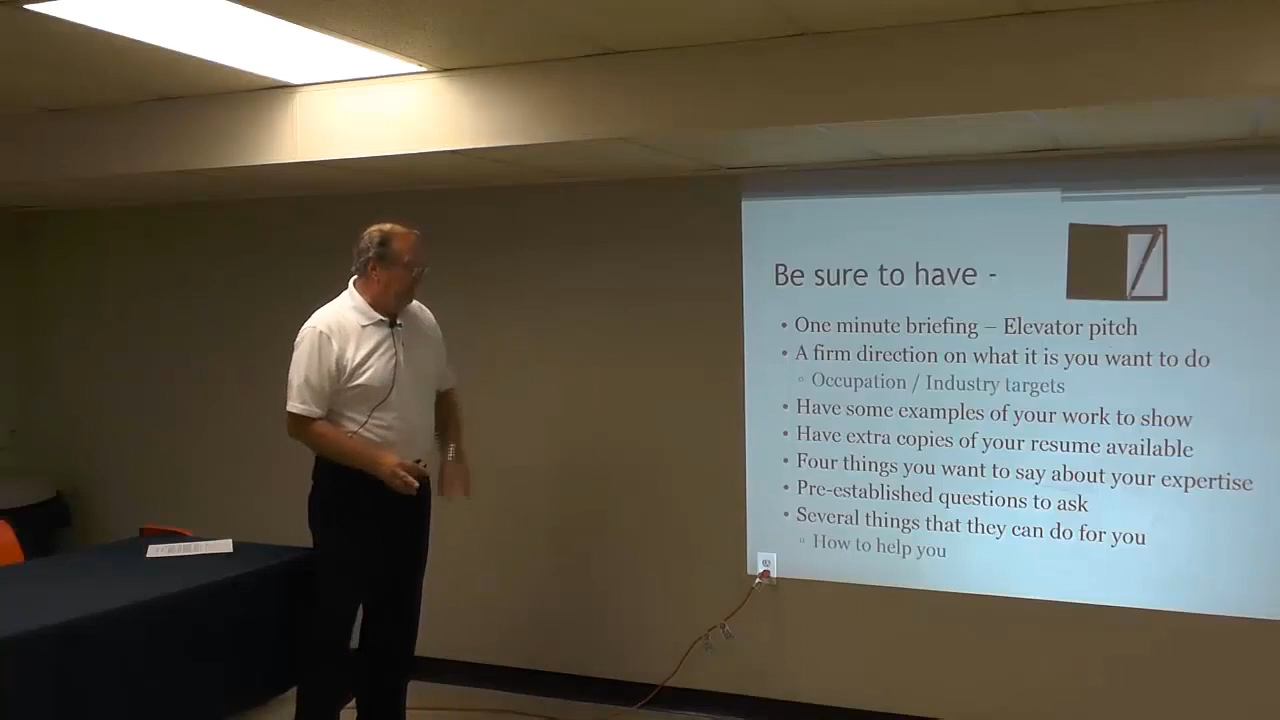 Be sure to have -
• One minute briefing – Elevator pitch
• A firm direction on what it is you want to do
▫ Occupation / Industry targets
• Have some examples of your work to show
• Have extra copies of your resume available
• Four things you want to say about your expertise
• Pre-established questions to ask
• Several things that they can do for you
▫ How to help you